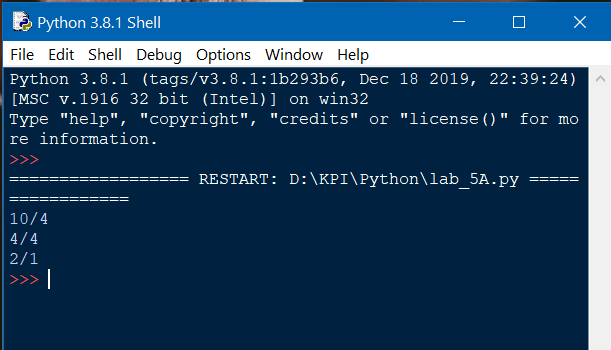 Python 3.8.1 Shell
File Edit Shell Debug Options Window Help
Python 3.8.1 (tags/v3.8.1:1b293b6, Dec 18 2019, 22:39:24)
[MSC v.1916 32 bit (Intel)] on win32
Type "help", "copyright", "credits" or "license()" for mo
re information.
>>>
================== RESTART: D:\KPI\Python\lab_5A.py =====
============
10/4
4/4
2/1
>>>